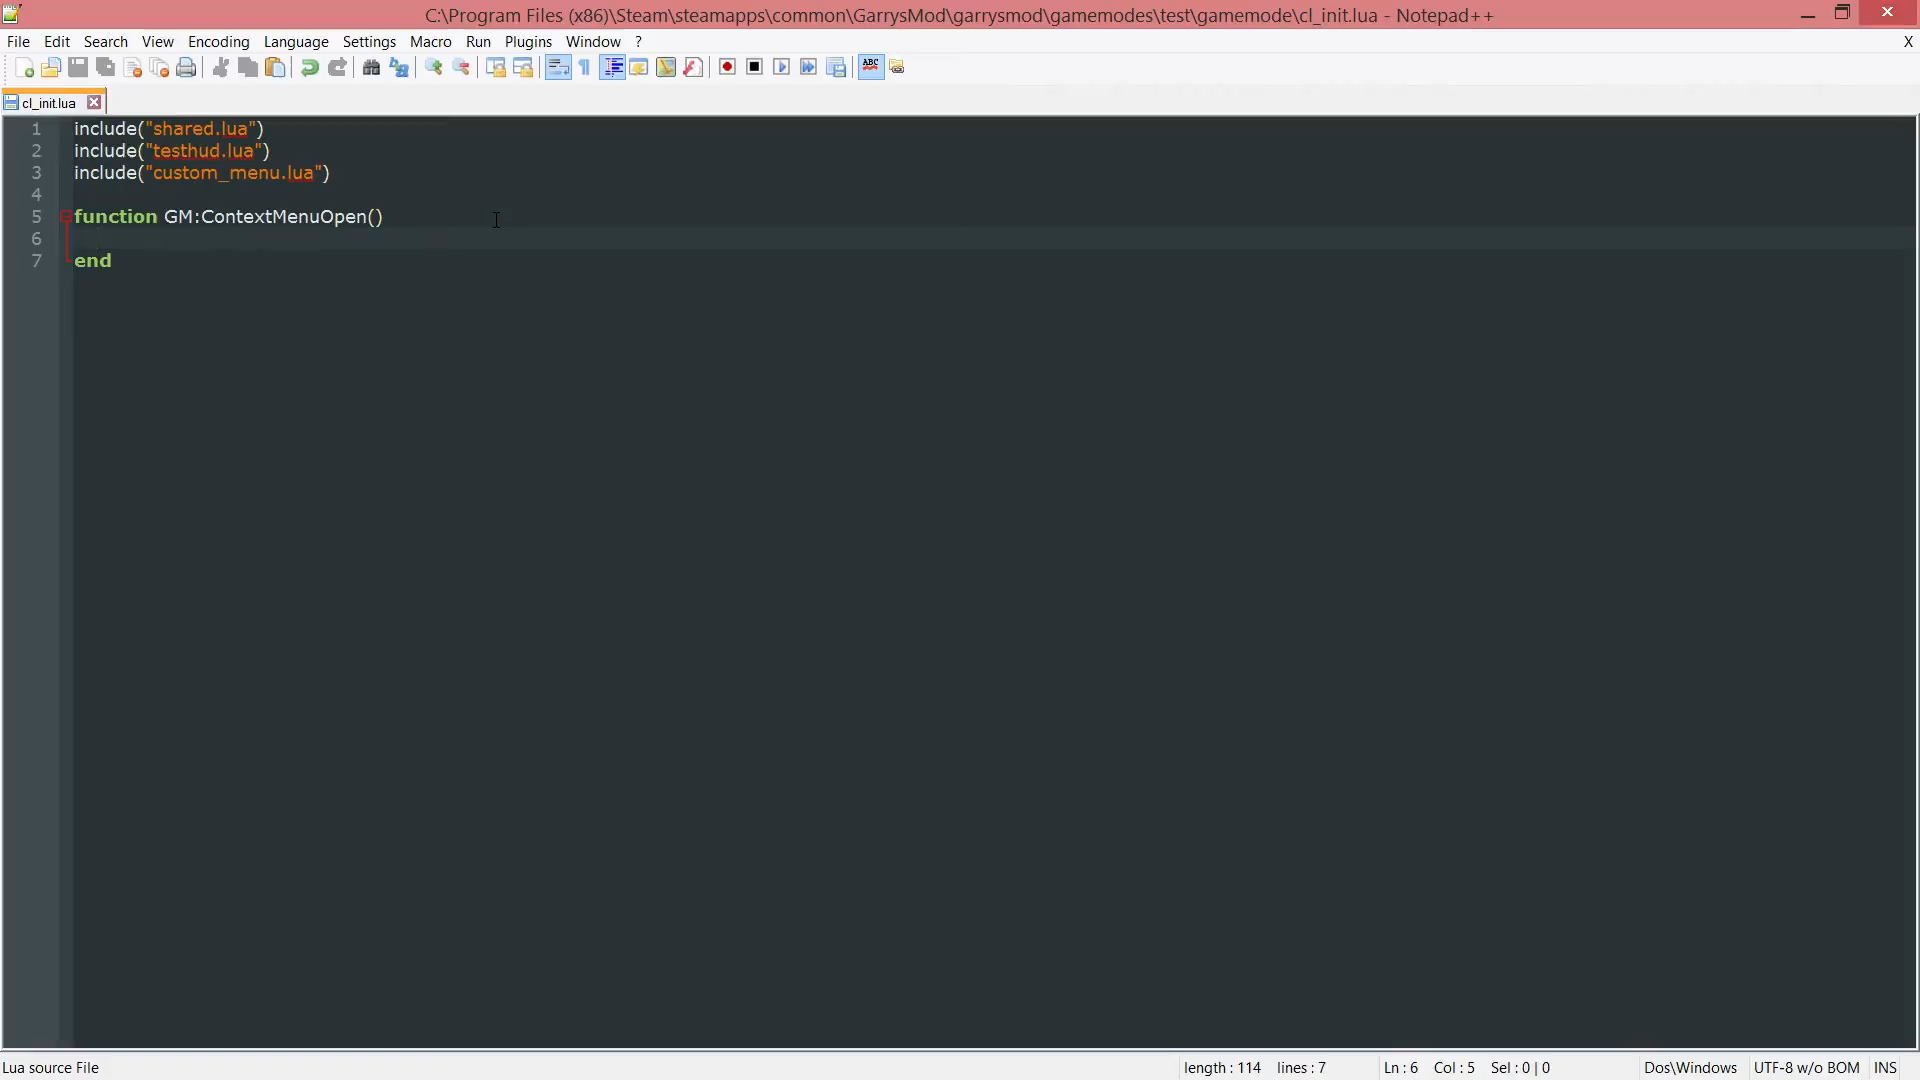 C:\Program Files (x86)\Steam\steamapps\common\GarrysMod\garrysmod\gamemodes\test\gamemode\cl_init.lua - Notepad++
File Edit Search View Encoding Language Settings Macro Run Plugins Window ? X
ABC
cl_init.lua
1 include("shared.lua")
2 include("testhud.lua")
3 include("custom_menu.lua")
4
5 function GM:ContextMenuOpen()
6
7 end
Lua source File length : 114 lines : 7 Ln : 6 Col : 5 Sel : 0 | 0 Dos\Windows UTF-8 w/o BOM INS